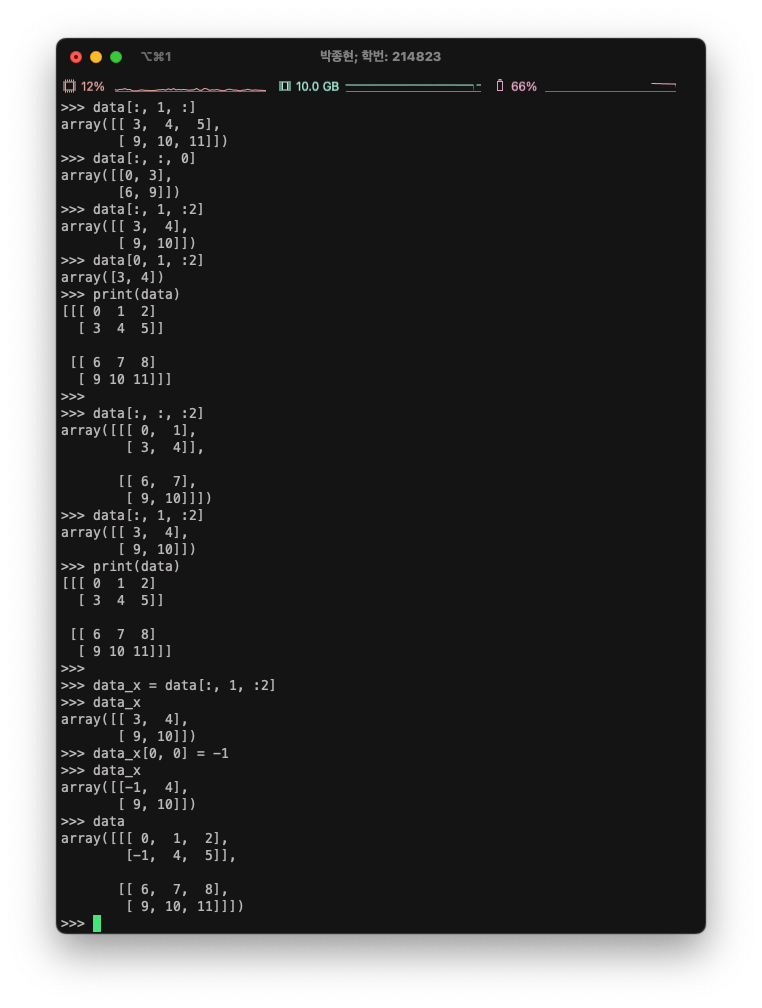 ⌥⌘1 박종현; 학번: 214823
12% 10.0 GB 66%
>>> data[:, 1, :]
array([[ 3,  4,  5],
       [ 9, 10, 11]])
>>> data[:, :, 0]
array([[0, 3],
       [6, 9]])
>>> data[:, 1, :2]
array([[ 3,  4],
       [ 9, 10]])
>>> data[0, 1, :2]
array([3, 4])
>>> print(data)
[[[ 0  1  2]
  [ 3  4  5]]

 [[ 6  7  8]
  [ 9 10 11]]]
>>>
>>> data[:, :, :2]
array([[[ 0,  1],
        [ 3,  4]],

       [[ 6,  7],
        [ 9, 10]]])
>>> data[:, 1, :2]
array([[ 3,  4],
       [ 9, 10]])
>>> print(data)
[[[ 0  1  2]
  [ 3  4  5]]

 [[ 6  7  8]
  [ 9 10 11]]]
>>>
>>> data_x = data[:, 1, :2]
>>> data_x
array([[ 3,  4],
       [ 9, 10]])
>>> data_x[0, 0] = -1
>>> data_x
array([[-1,  4],
       [ 9, 10]])
>>> data
array([[[ 0,  1,  2],
        [-1,  4,  5]],

       [[ 6,  7,  8],
        [ 9, 10, 11]]])
>>>